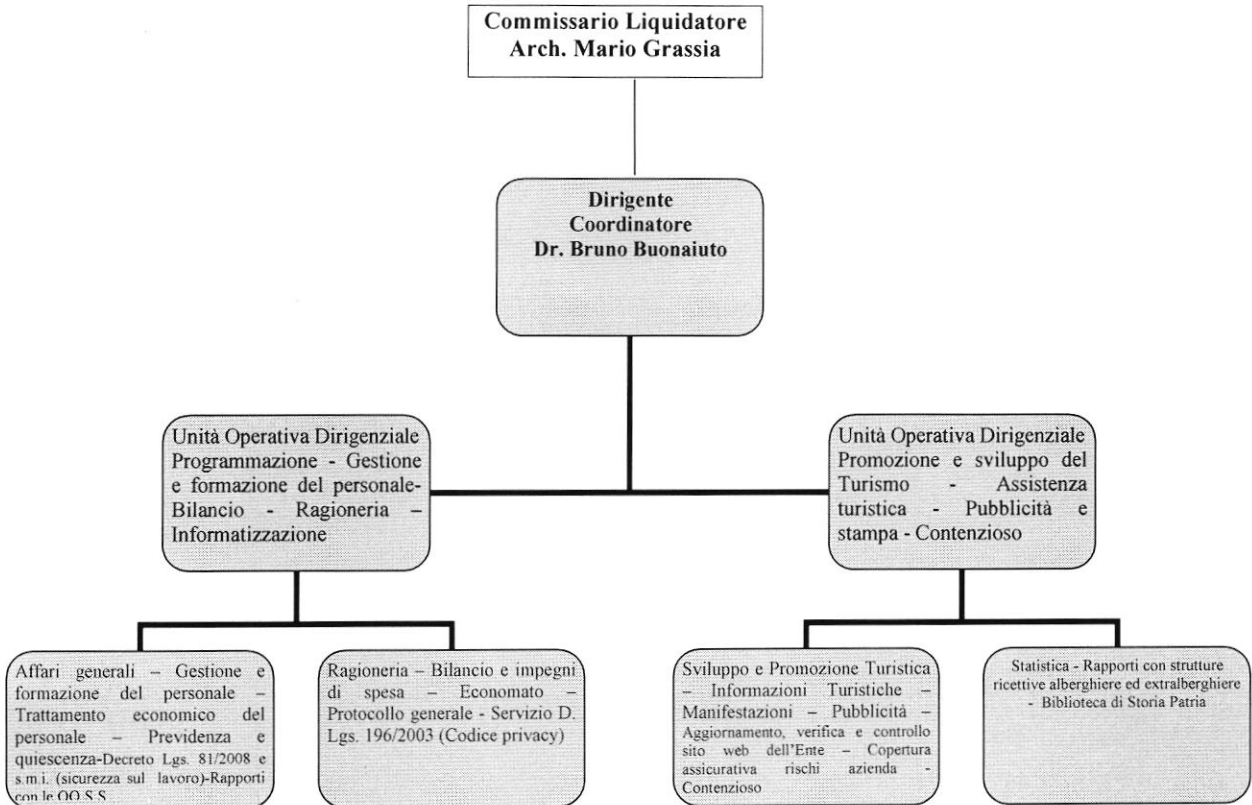 Commissario Liquidatore
Arch. Mario Grassia
Dirigente
Coordinatore
Dr. Bruno Buonaiuto
Unità Operativa Dirigenziale
Programmazione - Gestione
e formazione del personale-
Bilancio - Ragioneria –
Informatizzazione
Unità Operativa Dirigenziale
Promozione e sviluppo del
Turismo - Assistenza
turistica - Pubblicità e
stampa - Contenzioso
Affari generali – Gestione e
formazione del personale –
Trattamento economico del
personale – Previdenza e
quiescenza-Decreto Lgs. 81/2008 e
s.m.i. (sicurezza sul lavoro)-Rapporti
con le OO.S.S.
Ragioneria – Bilancio e impegni
di spesa – Economato –
Protocollo generale - Servizio D.
Lgs. 196/2003 (Codice privacy)
Sviluppo e Promozione Turistica
– Informazioni Turistiche –
Manifestazioni – Pubblicità –
Aggiornamento, verifica e controllo
sito web dell'Ente – Copertura
assicurativa rischi azienda -
Contenzioso
Statistica - Rapporti con strutture
ricettive alberghiere ed extralberghiere
- Biblioteca di Storia Patria